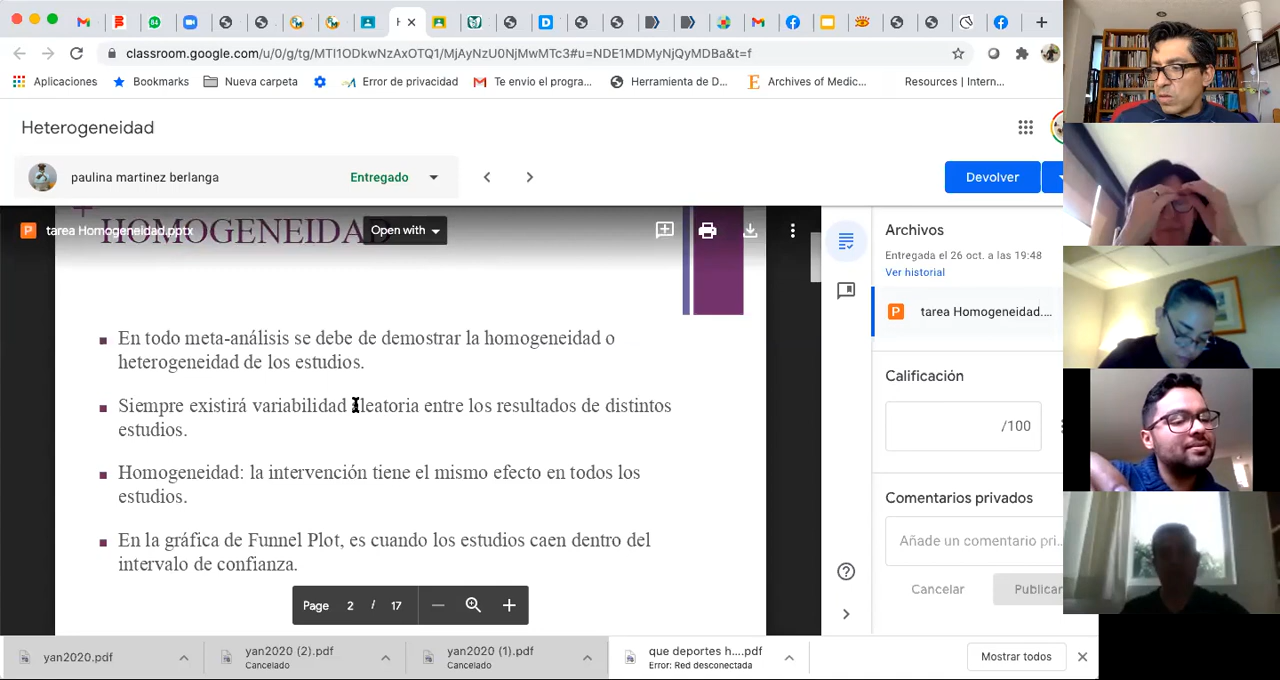 classroom.google.com/u/0/g/tg/MTI1ODkwNzAxOTQ1/MjAyNzU0NjMwMTc3#u=NDE1MDMyNjQyMDBa&t=f
Aplicaciones
Bookmarks
Nueva carpeta
Error de privacidad
Te envio el progra...
Herramienta de D...
Archives of Medic...
Resources | Intern...
Heterogeneidad
paulina martinez berlanga
Entregado
Devolver
HOMOGENEIDAD
tarea Homogeneidad.pptx
Open with
En todo meta-análisis se debe de demostrar la homogeneidad o
heterogeneidad de los estudios.
Siempre existirá variabilidad aleatoria entre los resultados de distintos
estudios.
Homogeneidad: la intervención tiene el mismo efecto en todos los
estudios.
En la gráfica de Funnel Plot, es cuando los estudios caen dentro del
intervalo de confianza.
Page 2 / 17
Archivos
Entregada el 26 oct. a las 19:48
Ver historial
tarea Homogeneidad....
Calificación
/100
Comentarios privados
Añade un comentario pri...
Cancelar
Publicar
yan2020.pdf
yan2020 (2).pdf
Cancelado
yan2020 (1).pdf
Cancelado
que deportes h....pdf
Error: Red desconectada
Mostrar todos